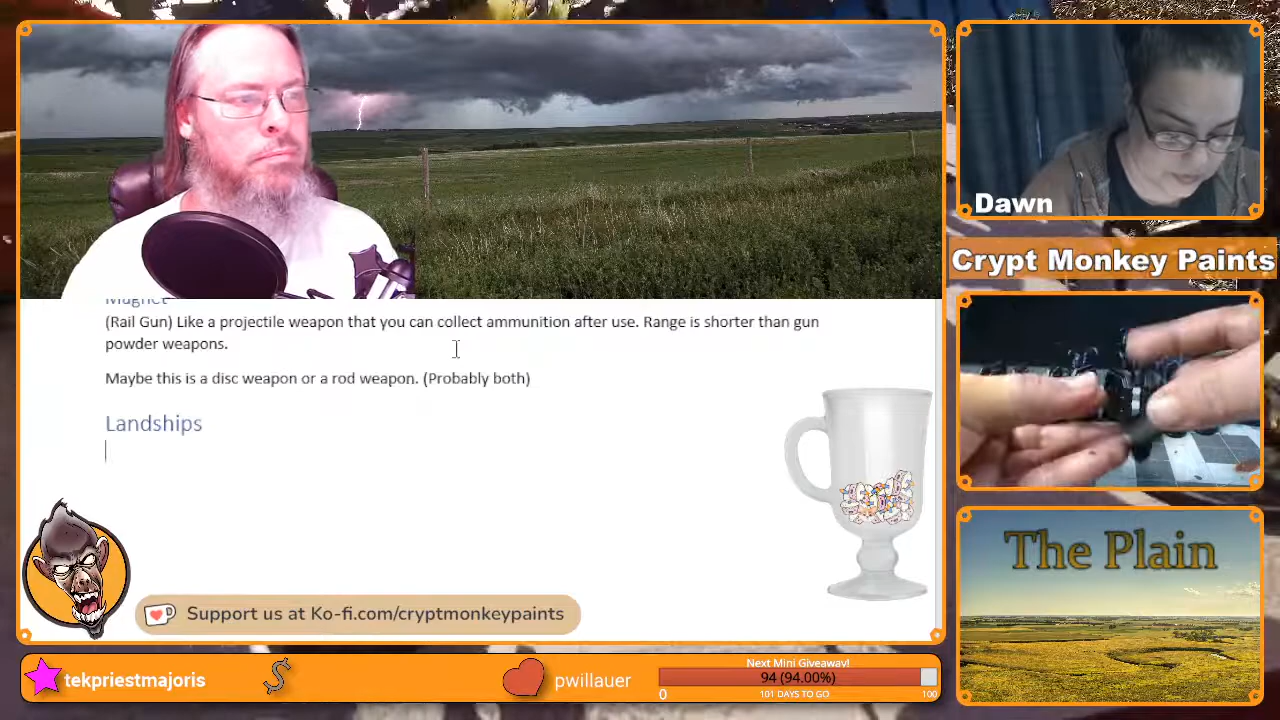 Magnet
(Rail Gun) Like a projectile weapon that you can collect ammunition after use. Range is shorter than gun
powder weapons.
Maybe this is a disc weapon or a rod weapon. (Probably both)
Landships
Support us at Ko-fi.com/cryptmonkeypaints
Dawn
Crypt Monkey Paints
The Plain
tekpriestmajoris
pwillauer
Next Mini Giveaway!
94 (94.00%)
0
101 DAYS TO GO
100